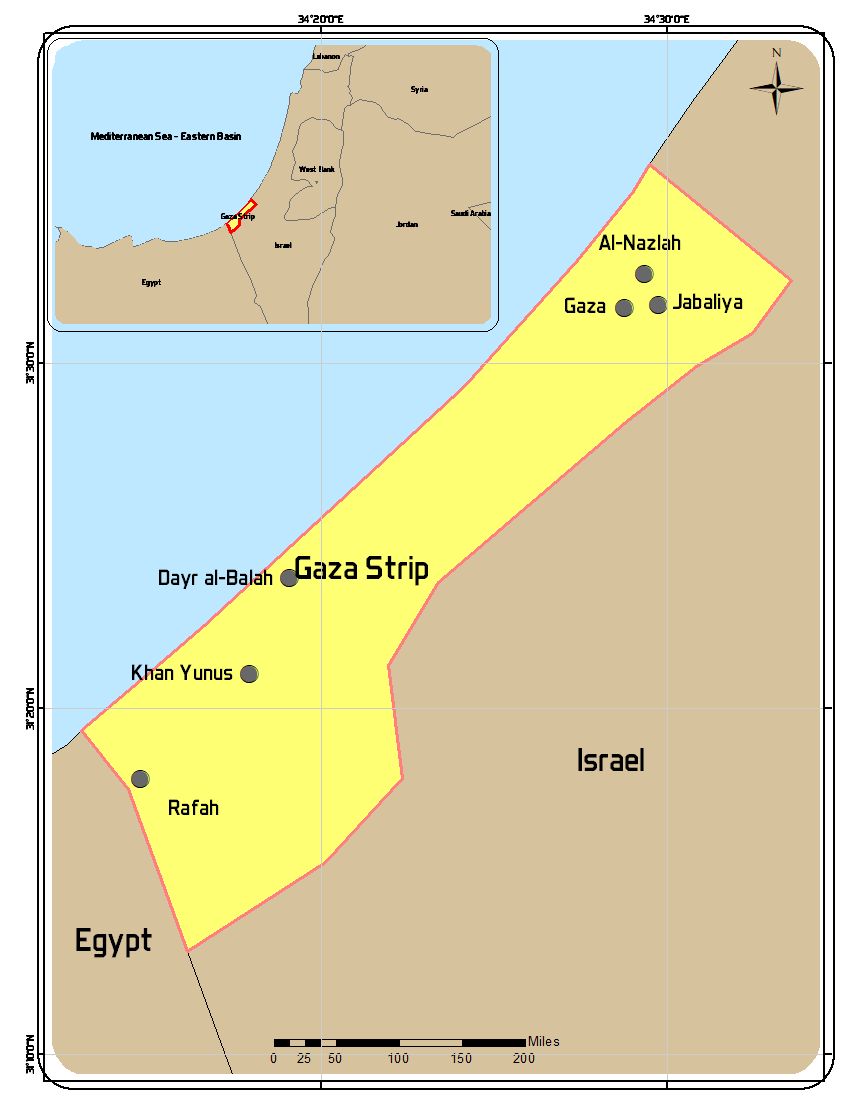 34°20'0"E
34°30'0"E
N
Lebanon
Syria
Mediterranean Sea - Eastern Basin
West Bank
Gaza Strip
Saudi Arabia
Jordan
Israel
Egypt
Al-Nazlah
Gaza
Jabaliya
31°30'0"N
Gaza Strip
Dayr al-Balah
Khan Yunus
31°20'0"N
Israel
Rafah
Egypt
31°10'0"N
Miles
0 25 50 100 150 200